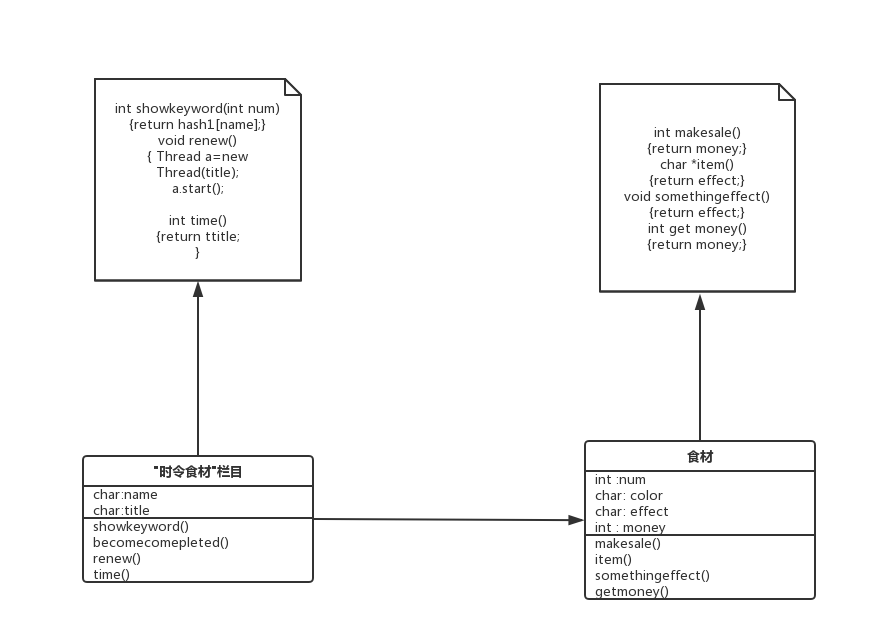 int showkeyword(int num)
{return hash1[name];}
void renew()
{ Thread a=new
Thread(title);
a.start();
int time()
{return ttitle;
}
int makesale()
{return money;}
char *item()
{return effect;}
void somethingeffect()
{return effect;}
int get money()
{return money;}
"时令食材"栏目
char:name
char:title
showkeyword()
becomecomepleted()
renew()
time()
食材
int :num
char: color
char: effect
int : money
makesale()
item()
somethingeffect()
getmoney()